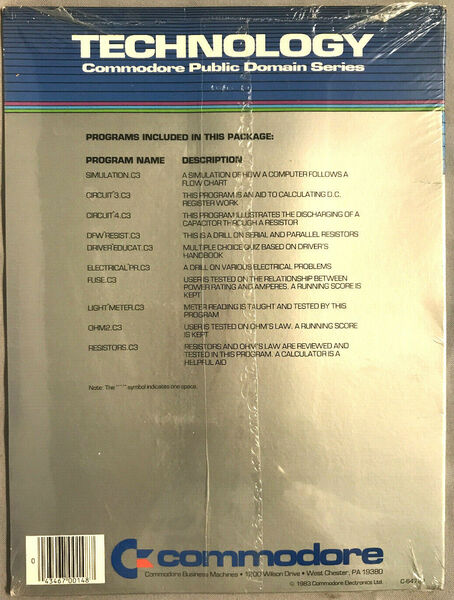 TECHNOLOGY
Commodore Public Domain Series
PROGRAMS INCLUDED IN THIS PACKAGE:
PROGRAM NAME DESCRIPTION
SIMULATION.C3 A SIMULATION OF HOW A COMPUTER FOLLOWS A
FLOW CHART
CIRCUIT^3.C3 THIS PROGRAM IS AN AID TO CALCULATING D.C.
REGISTER WORK
CIRCUIT^4.C3 THIS PROGRAM ILLUSTRATES THE DISCHARGING OF A
CAPACITOR THROUGH A RESISTOR
DFW^RESIST.C3 THIS IS A DRILL ON SERIAL AND PARALLEL RESISTORS
DRIVER^EDUCAT.C3 MULTIPLE CHOICE QUIZ BASED ON DRIVER'S
HANDBOOK
ELECTRICAL^PR.C3 A DRILL ON VARIOUS ELECTRICAL PROBLEMS
FUSE.C3 USER IS TESTED ON THE RELATIONSHIP BETWEEN
POWER RATING AND AMPERES. A RUNNING SCORE IS
KEPT
LIGHT^METER.C3 METER READING IS TAUGHT AND TESTED BY THIS
PROGRAM
OHM2.C3 USER IS TESTED ON OHM'S LAW. A RUNNING SCORE
IS KEPT
RESISTORS.C3 RESISTORS AND OHM'S LAW ARE REVIEWED AND
TESTED IN THIS PROGRAM. A CALCULATOR IS A
HELPFUL AID
Note: The "^" symbol indicates one space.
0
43467 00148
commodore
Commodore Business Machines • 1200 Wilson Drive • West Chester, PA 19380
© 1983 Commodore Electronics Ltd.